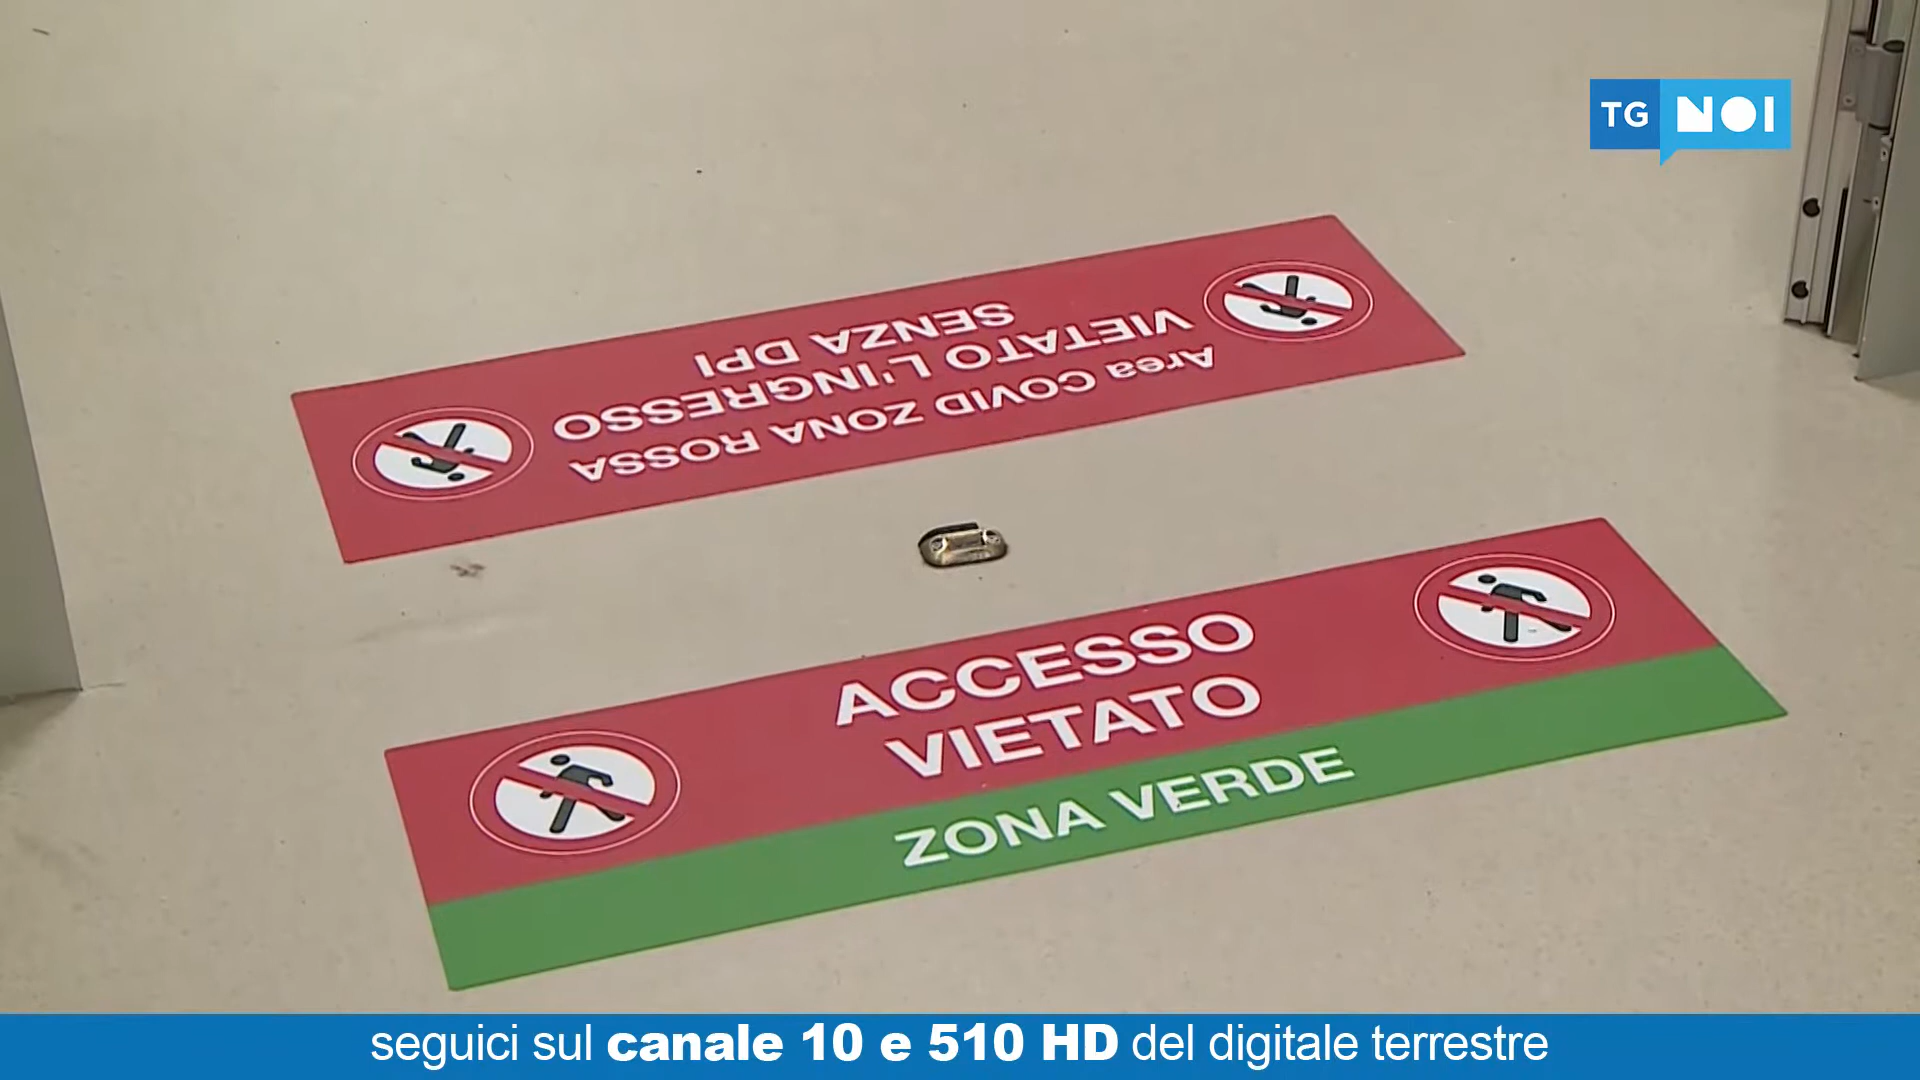 TG NOI
Area COVID ZONA ROSSA
VIETATO L'INGRESSO
SENZA DPI
ACCESSO
VIETATO
ZONA VERDE
seguici sul canale 10 e 510 HD del digitale terrestre